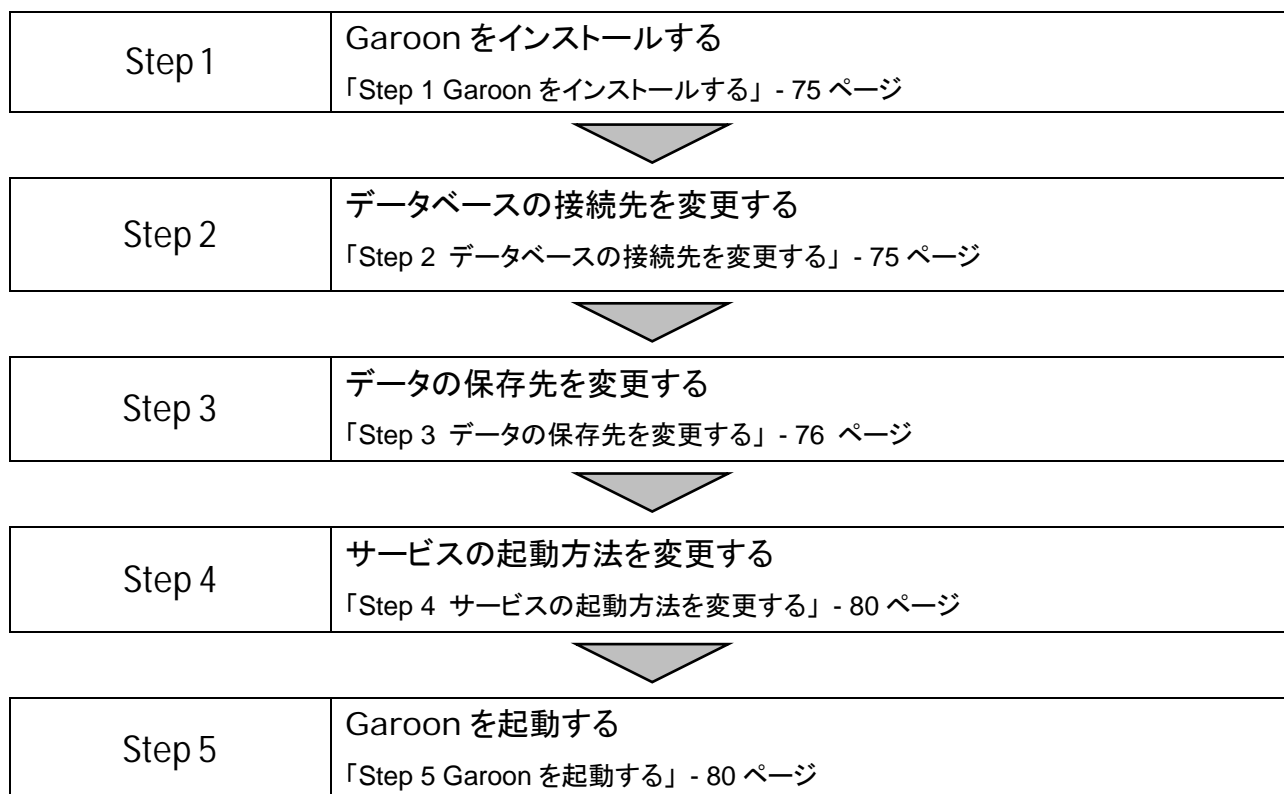 Step 1
Garoon をインストールする
「Step 1 Garoon をインストールする」 - 75 ページ
Step 2
データベースの接続先を変更する
「Step 2 データベースの接続先を変更する」 - 75 ページ
Step 3
データの保存先を変更する
「Step 3 データの保存先を変更する」 - 76 ページ
Step 4
サービスの起動方法を変更する
「Step 4 サービスの起動方法を変更する」 - 80 ページ
Step 5
Garoon を起動する
「Step 5 Garoon を起動する」 - 80 ページ